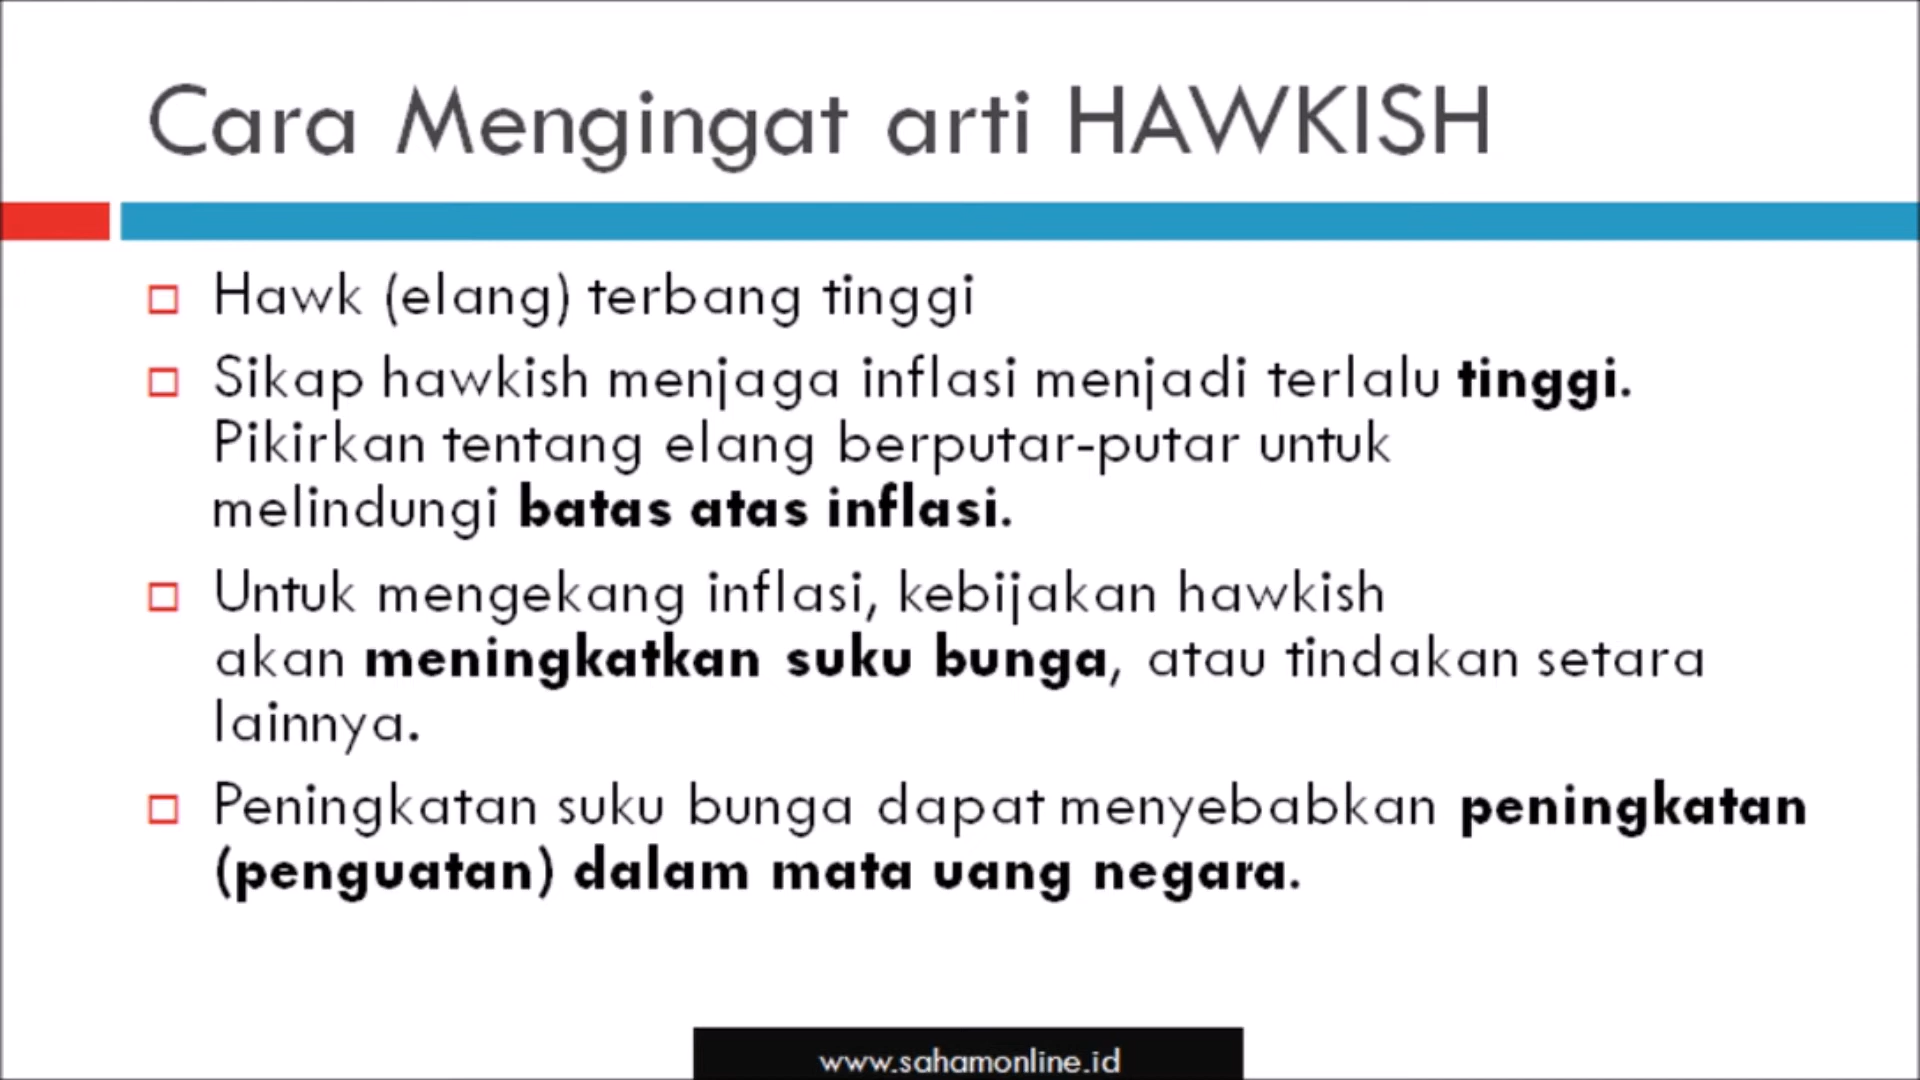 Cara Mengingat arti HAWKISH
Hawk (elang) terbang tinggi
Sikap hawkish menjaga inflasi menjadi terlalu tinggi.
Pikirkan tentang elang berputar-putar untuk
melindungi batas atas inflasi.
Untuk mengekang inflasi, kebijakan hawkish
akan meningkatkan suku bunga, atau tindakan setara
lainnya.
Peningkatan suku bunga dapat menyebabkan peningkatan
(penguatan) dalam mata uang negara.
www.sahamonline.id